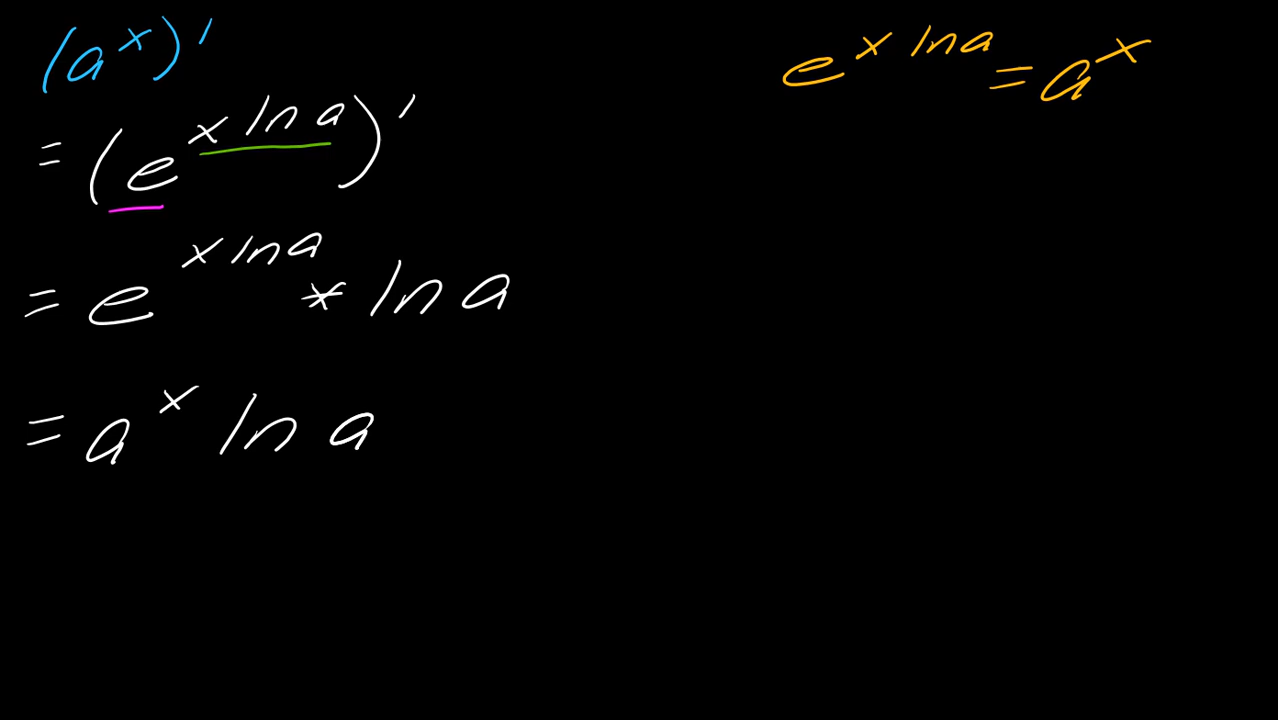 (a^x)'
= (e^{x ln a})'
= e^{x ln a} * ln a
= a^x ln a
e^{x ln a} = a^x